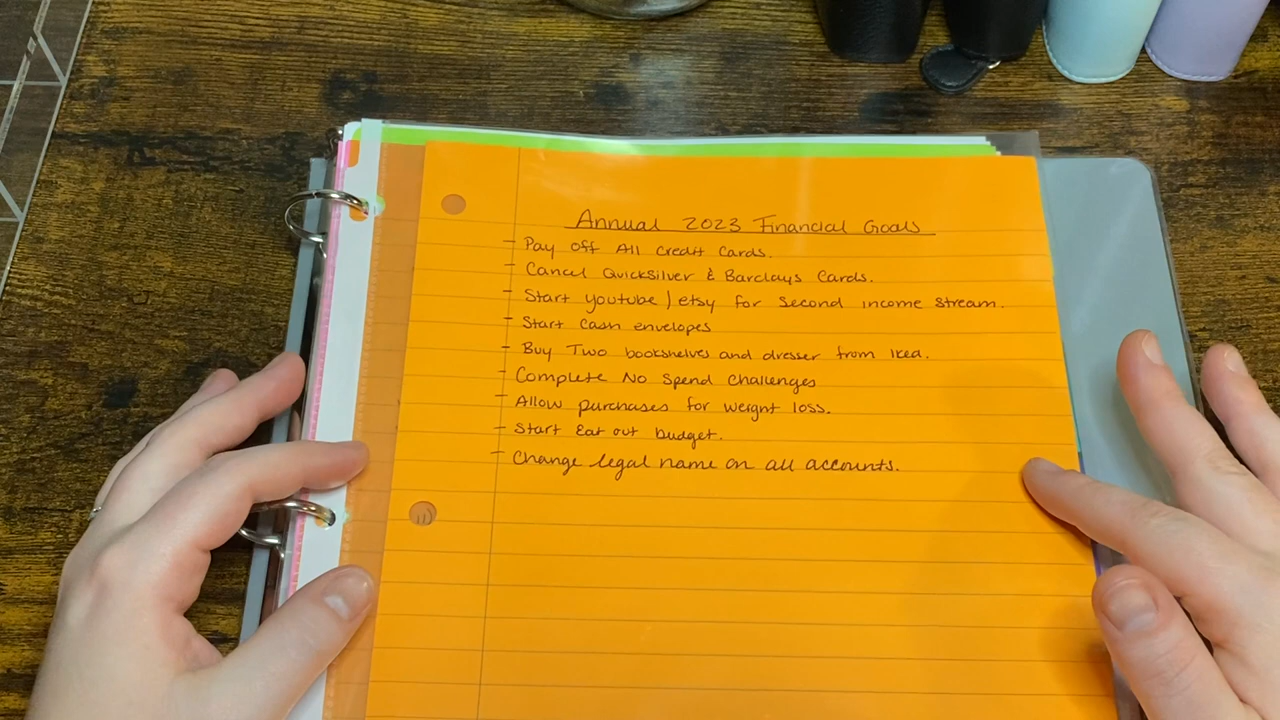 Annual 2023 Financial Goals
- Pay off All Credit Cards.
- Cancel Quicksilver & Barclays Cards.
- Start youtube / etsy for second income stream.
- Start Cash envelopes
- Buy Two bookshelves and dresser from Ikea.
- Complete No Spend Challenges
- Allow purchases for weight loss.
- Start Eat out budget.
- Change legal name on all accounts.